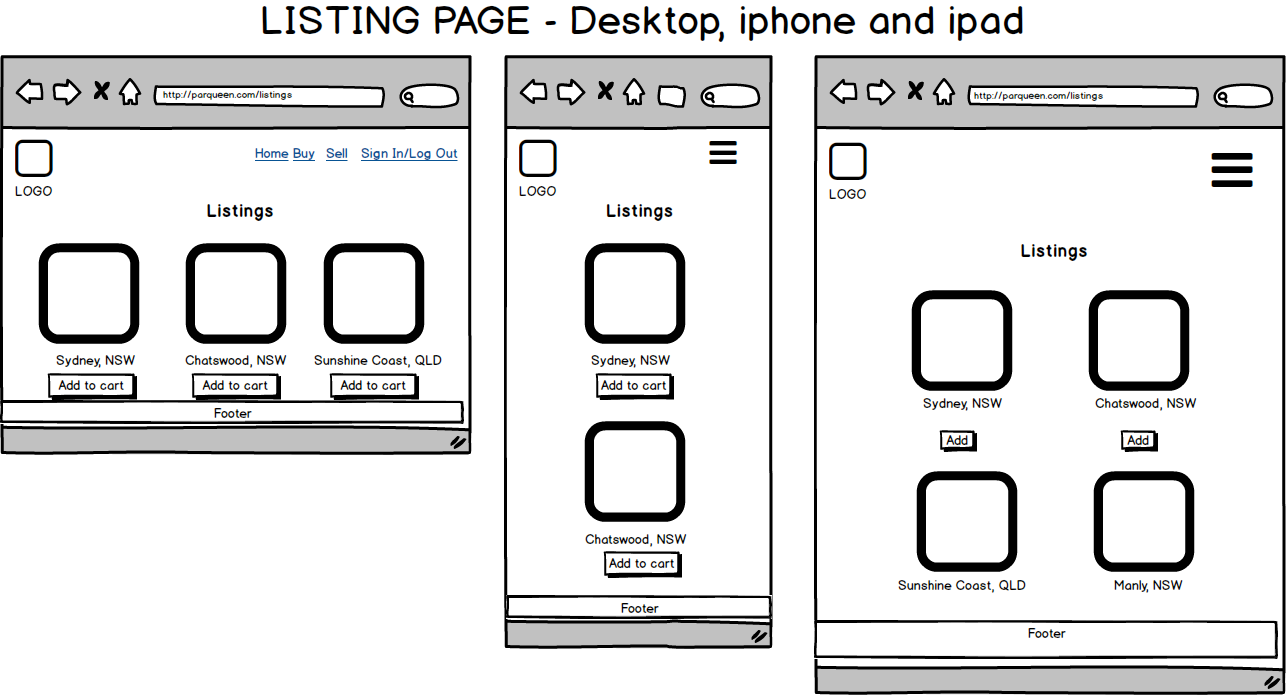 LISTING PAGE - Desktop, iphone and ipad
http://parqueen.com/listings
Home Buy Sell Sign In/Log Out
LOGO
Listings
Sydney, NSW Chatswood, NSW Sunshine Coast, QLD
Add to cart Add to cart Add to cart
Footer
LOGO
Listings
Sydney, NSW
Add to cart
Chatswood, NSW
Add to cart
Footer
http://parqueen.com/listings
LOGO
Listings
Sydney, NSW Chatswood, NSW
Add Add
Sunshine Coast, QLD Manly, NSW
Footer